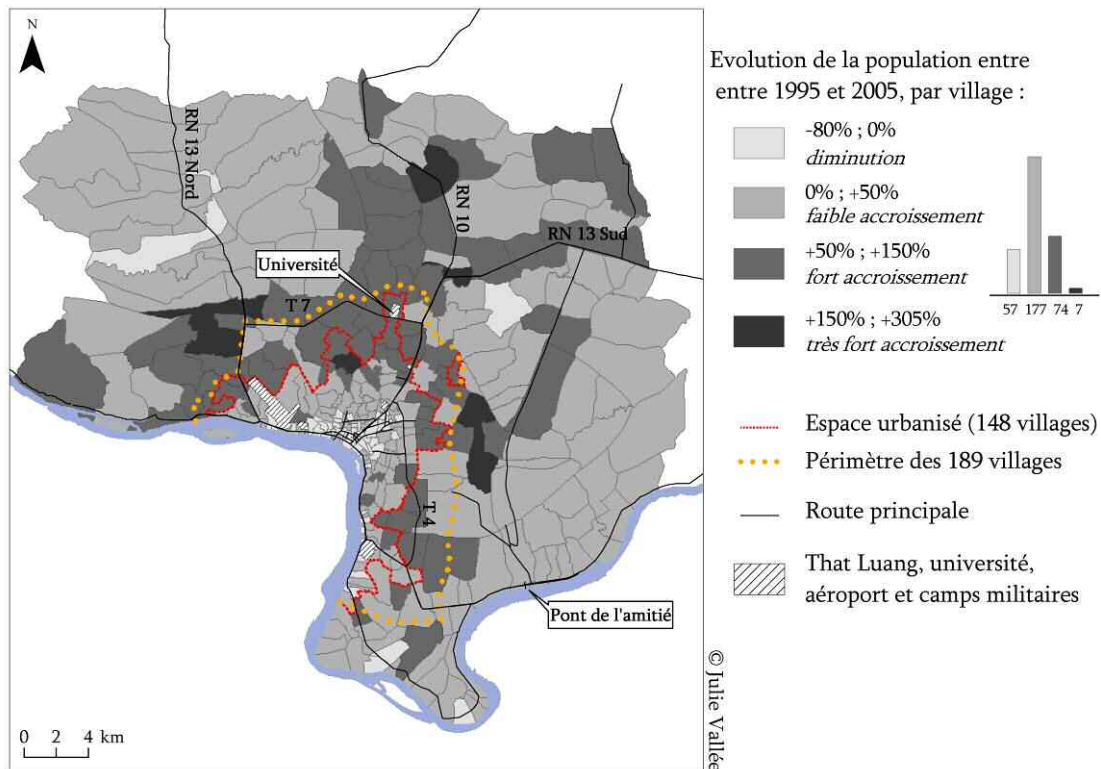 N
RN 13 Nord
RN 10
RN 13 Sud
Université
T 7
T 4
Pont de l'amitié
0 2 4 km
© Julie Vallée
Evolution de la population entre
entre 1995 et 2005, par village :
-80% ; 0%
diminution
0% ; +50%
faible accroissement
+50% ; +150%
fort accroissement
+150% ; +305%
très fort accroissement
57 177 74 7
Espace urbanisé (148 villages)
Périmètre des 189 villages
Route principale
That Luang, université,
aéroport et camps militaires